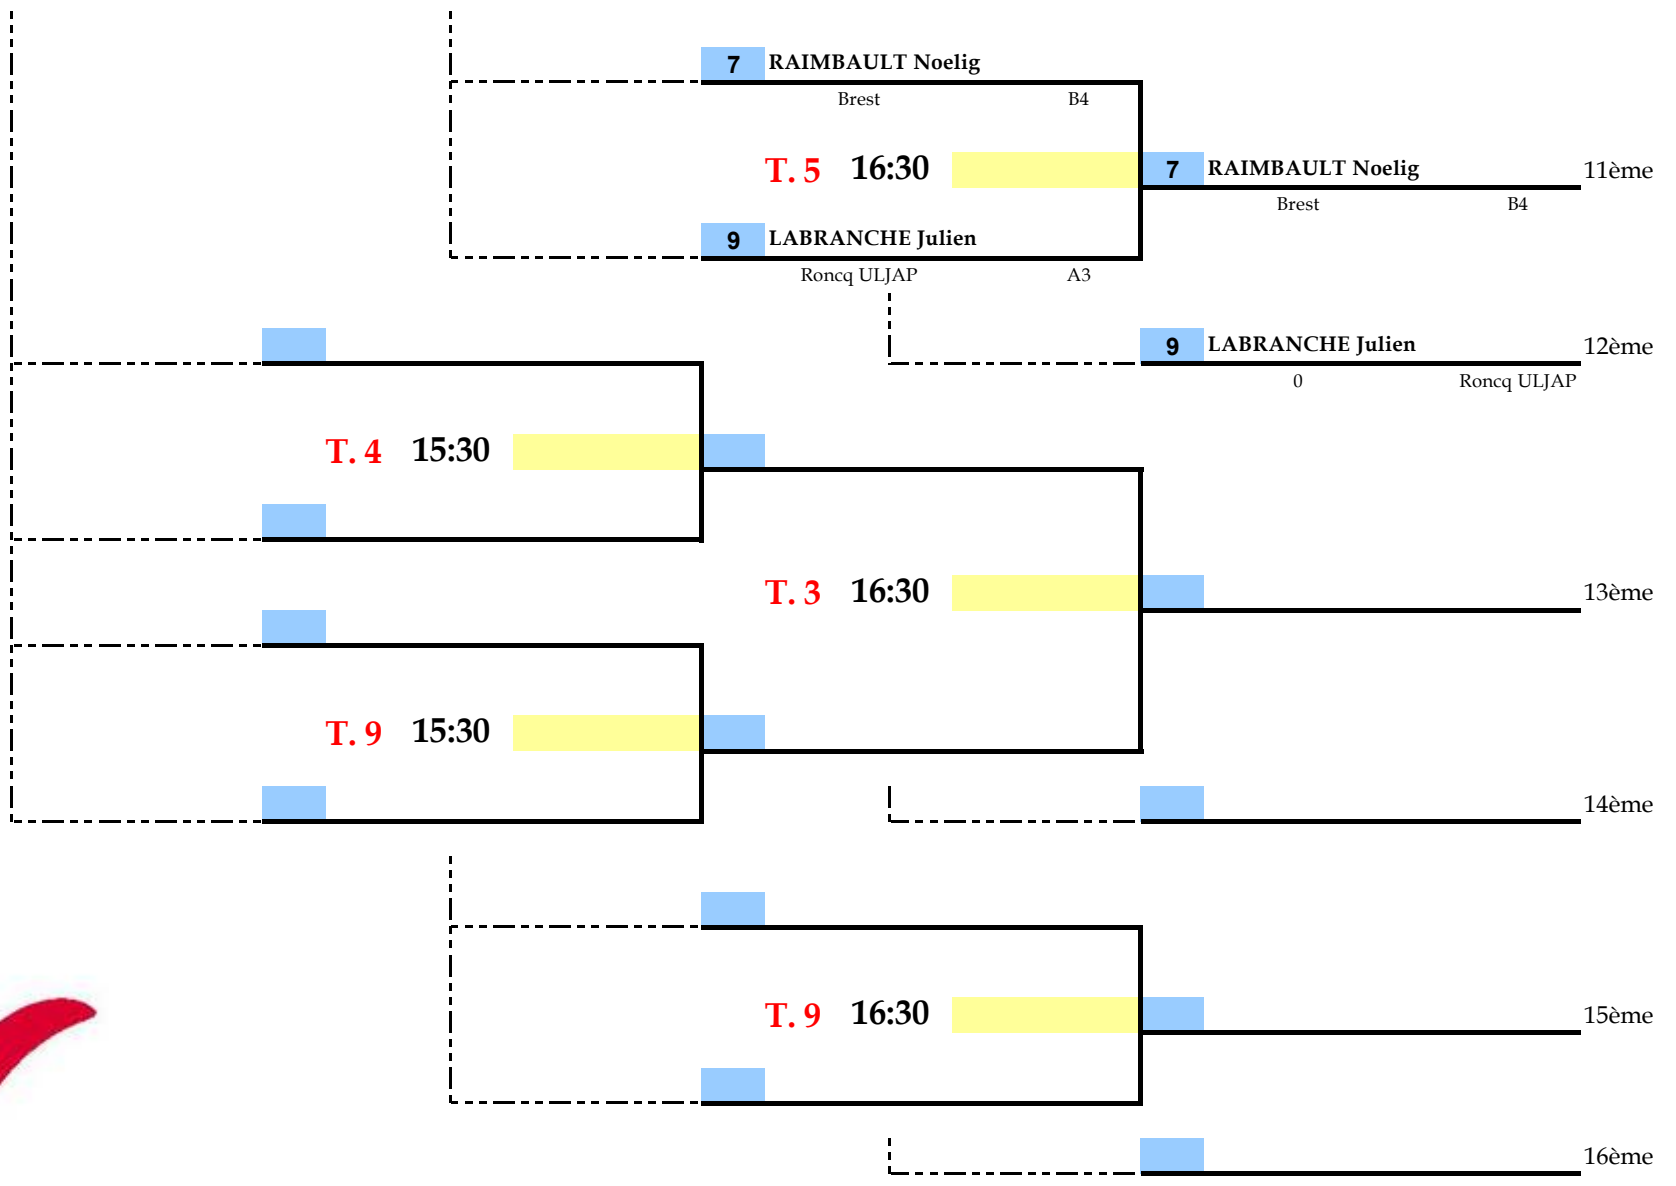 7 RAIMBAULT Noelig
Brest B4
T. 5 16:30
7 RAIMBAULT Noelig 11ème
Brest B4
9 LABRANCHE Julien
Roncq ULJAP A3
9 LABRANCHE Julien 12ème
0 Roncq ULJAP
T. 4 15:30
T. 3 16:30 13ème
T. 9 15:30
14ème
T. 9 16:30 15ème
16ème